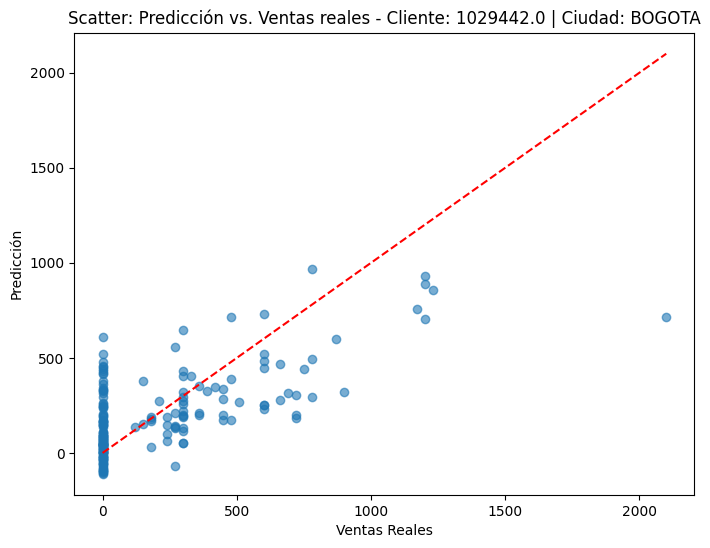 Scatter: Predicción vs. Ventas reales - Cliente: 1029442.0 | Ciudad: BOGOTA
2000
1500
Predicción
1000
500
0
0 500 1000 1500 2000
Ventas Reales